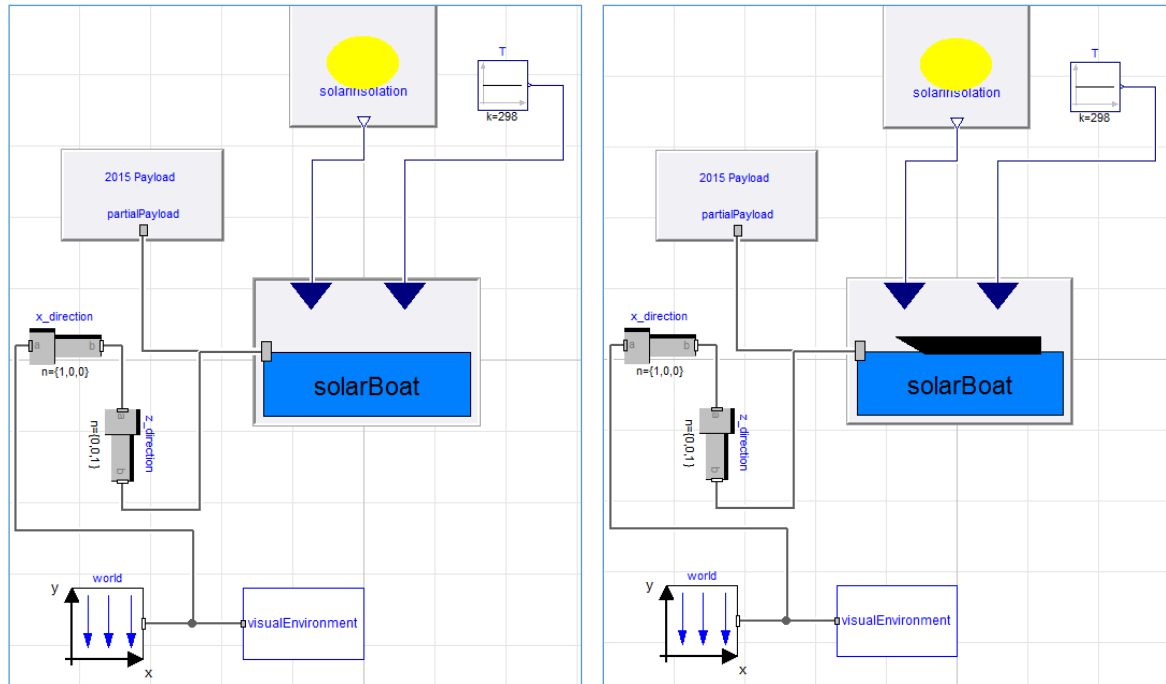 T
solarInsolation
k=298
2015 Payload
partialPayload
x_direction
a
b
n={1,0,0}
solarBoat
a
z_direction
n={0,0,1}
b
world
y
x
visualEnvironment
T
solarInsolation
k=298
2015 Payload
partialPayload
x_direction
a
b
n={1,0,0}
solarBoat
a
z_direction
n={0,0,1}
b
world
y
x
visualEnvironment